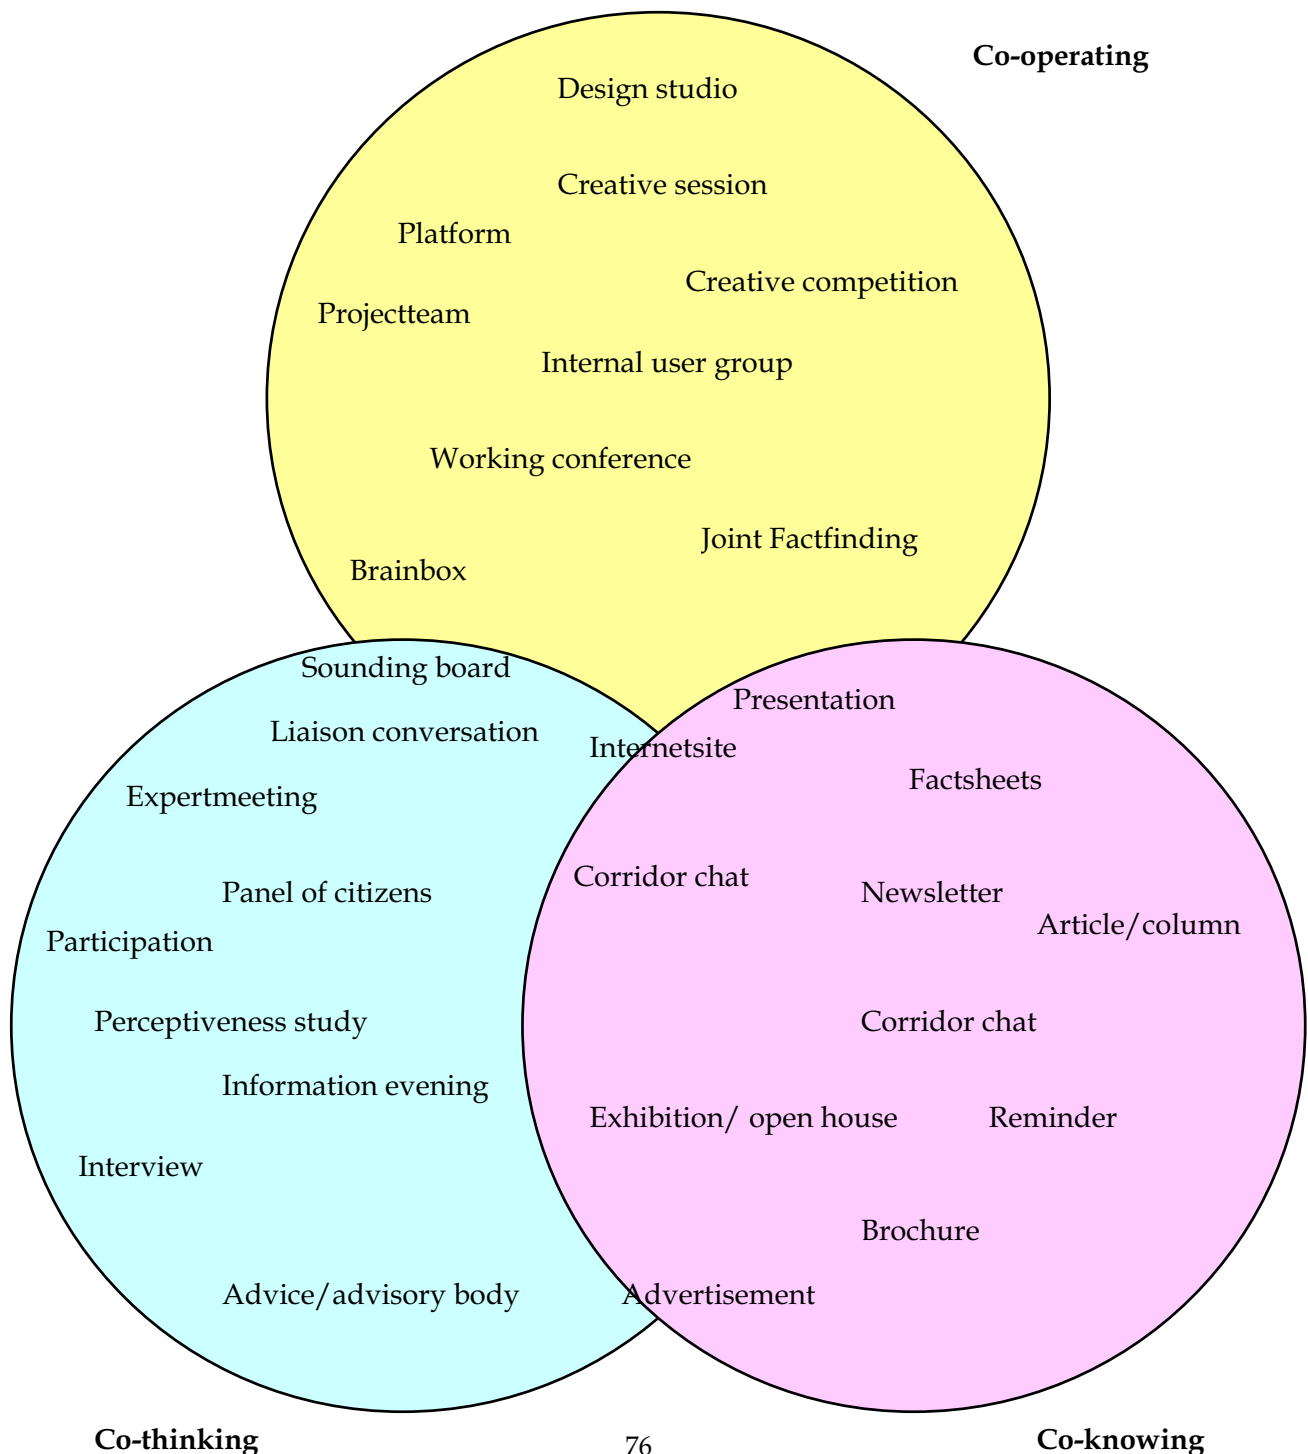 Co-operating
Design studio
Creative session
Platform
Creative competition
Projectteam
Internal user group
Working conference
Joint Factfinding
Brainbox
Sounding board
Presentation
Liaison conversation
Internetsite
Factsheets
Expertmeeting
Corridor chat
Panel of citizens
Newsletter
Article/column
Participation
Perceptiveness study
Corridor chat
Information evening
Exhibition/ open house
Reminder
Interview
Brochure
Advice/advisory body
Advertisement
Co-thinking
76
Co-knowing